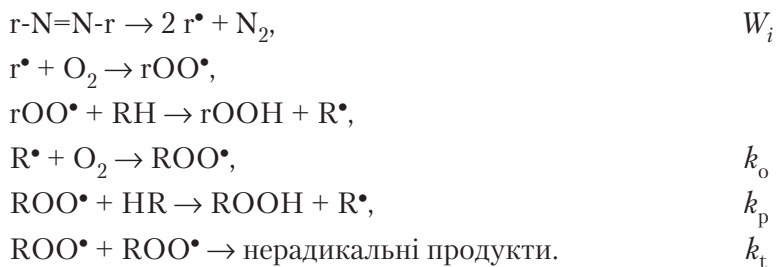 r-N=N-r → 2 r• + N₂, Wᵢ
r• + O₂ → rOO•,
rOO• + RH → rOOH + R•,
R• + O₂ → ROO•, kₒ
ROO• + HR → ROOH + R•, kₚ
ROO• + ROO• → нерадикальні продукти. kₜ